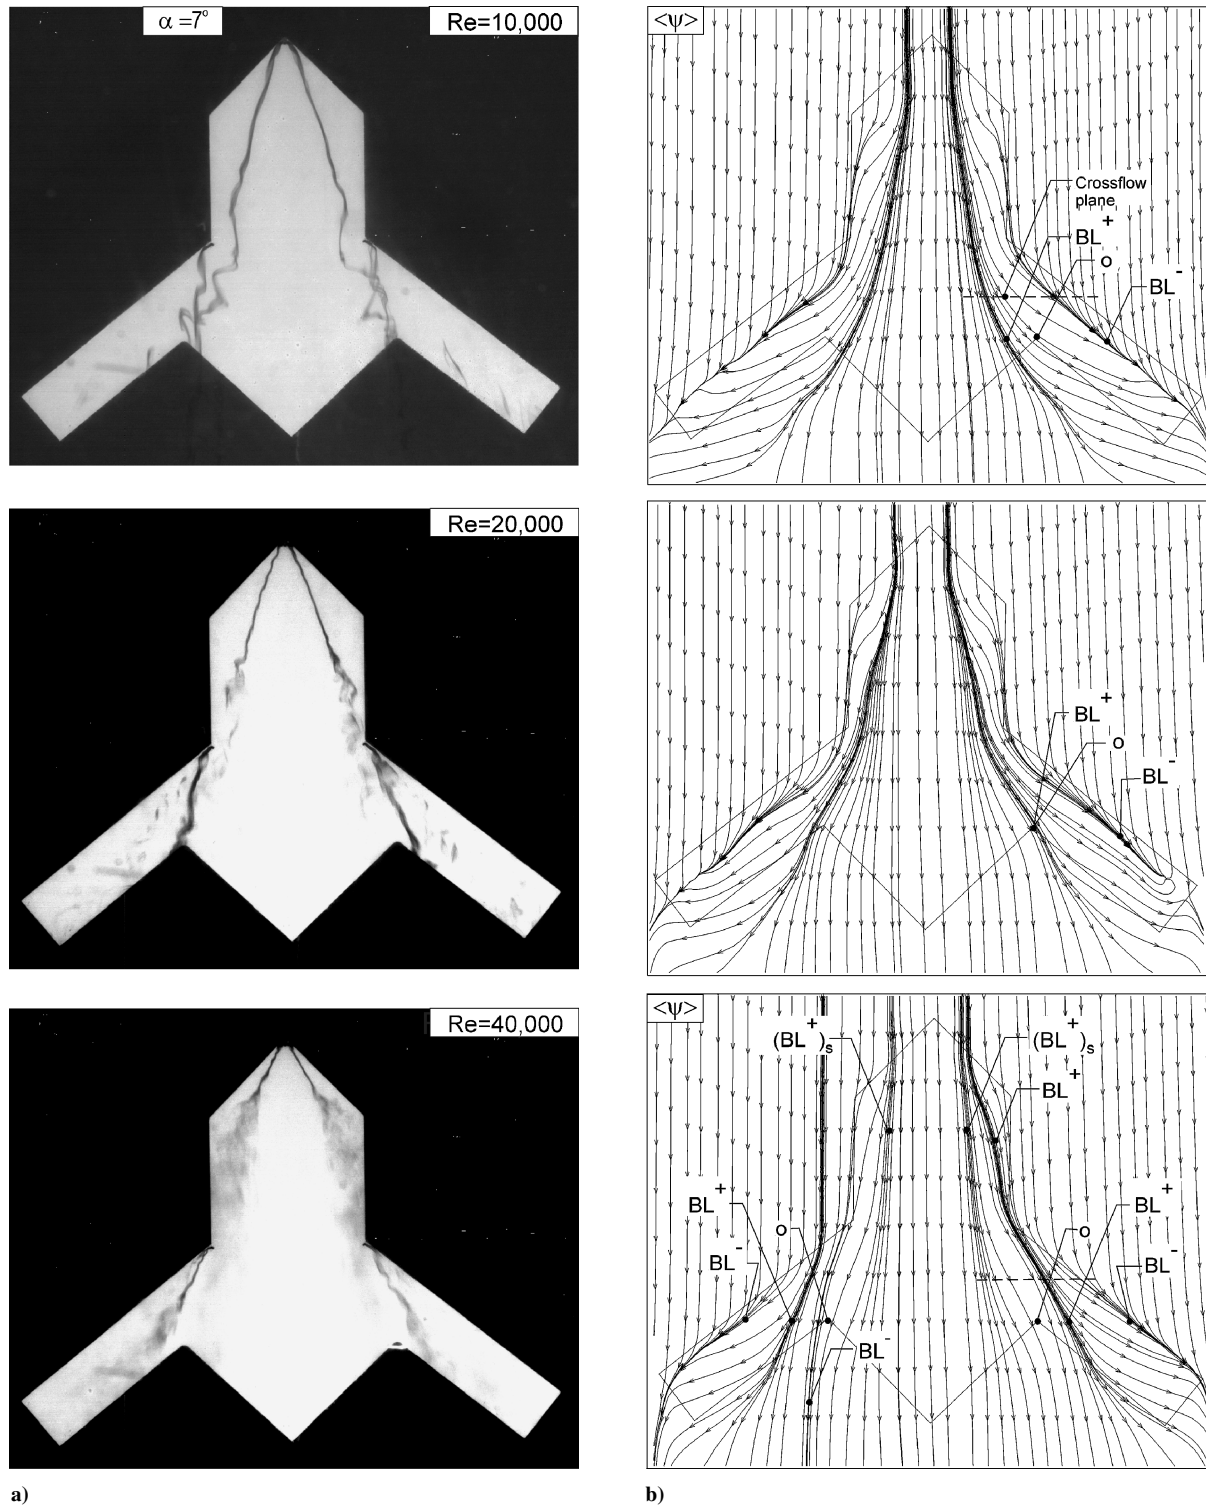 α =7°
Re=10,000
<ψ>
Crossflow
plane
BL⁺
o
BL⁻
Re=20,000
BL⁺
o
BL⁻
Re=40,000
<ψ>
(BL⁺)ₛ
(BL⁺)ₛ
BL⁺
BL⁺
BL⁺
o
o
BL⁻
BL⁻
BL⁻
a)
b)